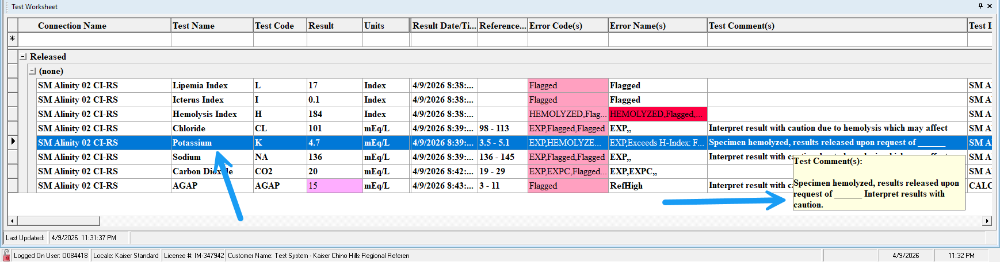 Test Worksheet
Connection Name Test Name Test Code Result Units Result Date/Ti... Reference... Error Code(s) Error Name(s) Test Comment(s) Test
*
Released
(none)
SM Alinity 02 CI-RS Lipemia Index L 17 Index 4/9/2026 8:38:... Flagged Flagged SM A
SM Alinity 02 CI-RS Icterus Index I 0.1 Index 4/9/2026 8:38:... Flagged Flagged SM A
SM Alinity 02 CI-RS Hemolysis Index H 184 Index 4/9/2026 8:38:... HEMOLYZED,Flag... HEMOLYZED,Flagged,... SM A
SM Alinity 02 CI-RS Chloride CL 101 mEq/L 4/9/2026 8:39:... 98 - 113 EXP,Flagged,Flagged EXP,, Interpret result with caution due to hemolysis which may affect SM A
SM Alinity 02 CI-RS Potassium K 4.7 mEq/L 4/9/2026 8:39:... 3.5 - 5.1 EXP,HEMOLYZE... EXP,Exceeds H-Index: F... Specimen hemolyzed, results released upon request of ______ SM A
SM Alinity 02 CI-RS Sodium NA 136 mEq/L 4/9/2026 8:39:... 136 - 145 EXP,Flagged,Flagged EXP,, Interpret result with SM A
SM Alinity 02 CI-RS Carbon CO2 20 mEq/L 4/9/2026 8:42:... 19 - 29 EXP,EXPC,Flagged... EXP,EXPC,, SM A
SM Alinity 02 CI-RS AGAP AGAP 15 mEq/L 4/9/2026 8:43:... 3 - 11 Flagged RefHigh Interpret result with CALC
Test Comment(s):
Specimen hemolyzed, results released upon
request of ______ Interpret results with
caution.
Last Updated: 4/9/2026 11:31:37 PM
Logged On User: O084418 Locale: Kaiser Standard License #: IM-347942 Customer Name: Test System - Kaiser Chino Hills Regional Referen 4/9/2026 11:32 PM